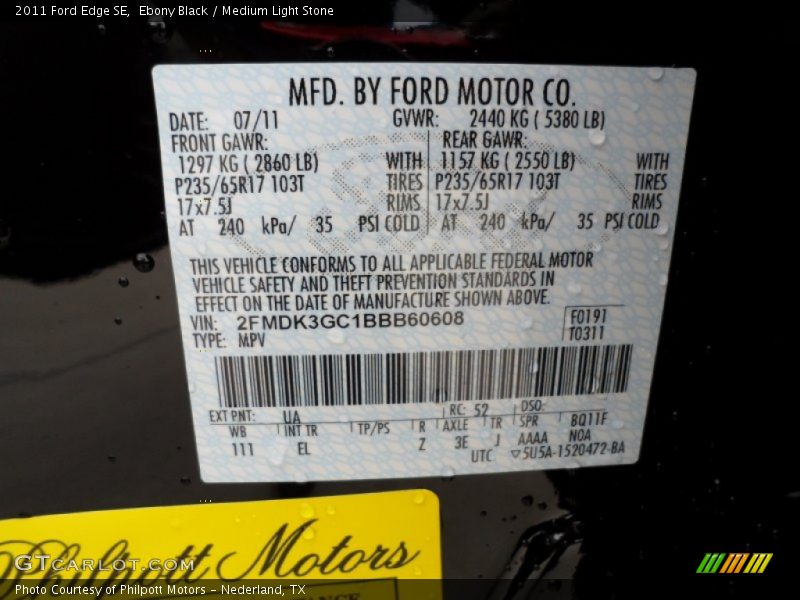 2011 Ford Edge SE,  Ebony Black / Medium Light Stone
MFD. BY FORD MOTOR CO.
DATE: 07/11 GVWR: 2440 KG ( 5380 LB)
FRONT GAWR: REAR GAWR:
1297 KG ( 2860 LB) WITH 1157 KG ( 2550 LB) WITH
P235/65R17 103T TIRES P235/65R17 103T TIRES
17x7.5J RIMS 17x7.5J RIMS
AT 240 kPa/ 35 PSI COLD AT 240 kPa/ 35 PSI COLD
THIS VEHICLE CONFORMS TO ALL APPLICABLE FEDERAL MOTOR
VEHICLE SAFETY AND THEFT PREVENTION STANDARDS IN
EFFECT ON THE DATE OF MANUFACTURE SHOWN ABOVE.
VIN: 2FMDK3GC1BBB60608 F0191
TYPE: MPV T0311
EXT PNT: UA RC: 52 DSO:
WB INT TR TP/PS R AXLE TR SPR 8Q11F
111 EL Z 3E J AAAA NOA
UTC ▽5U5A-1520472-BA
Philpott Motors
GTCarLot.com
Photo Courtesy of Philpott Motors – Nederland, TX